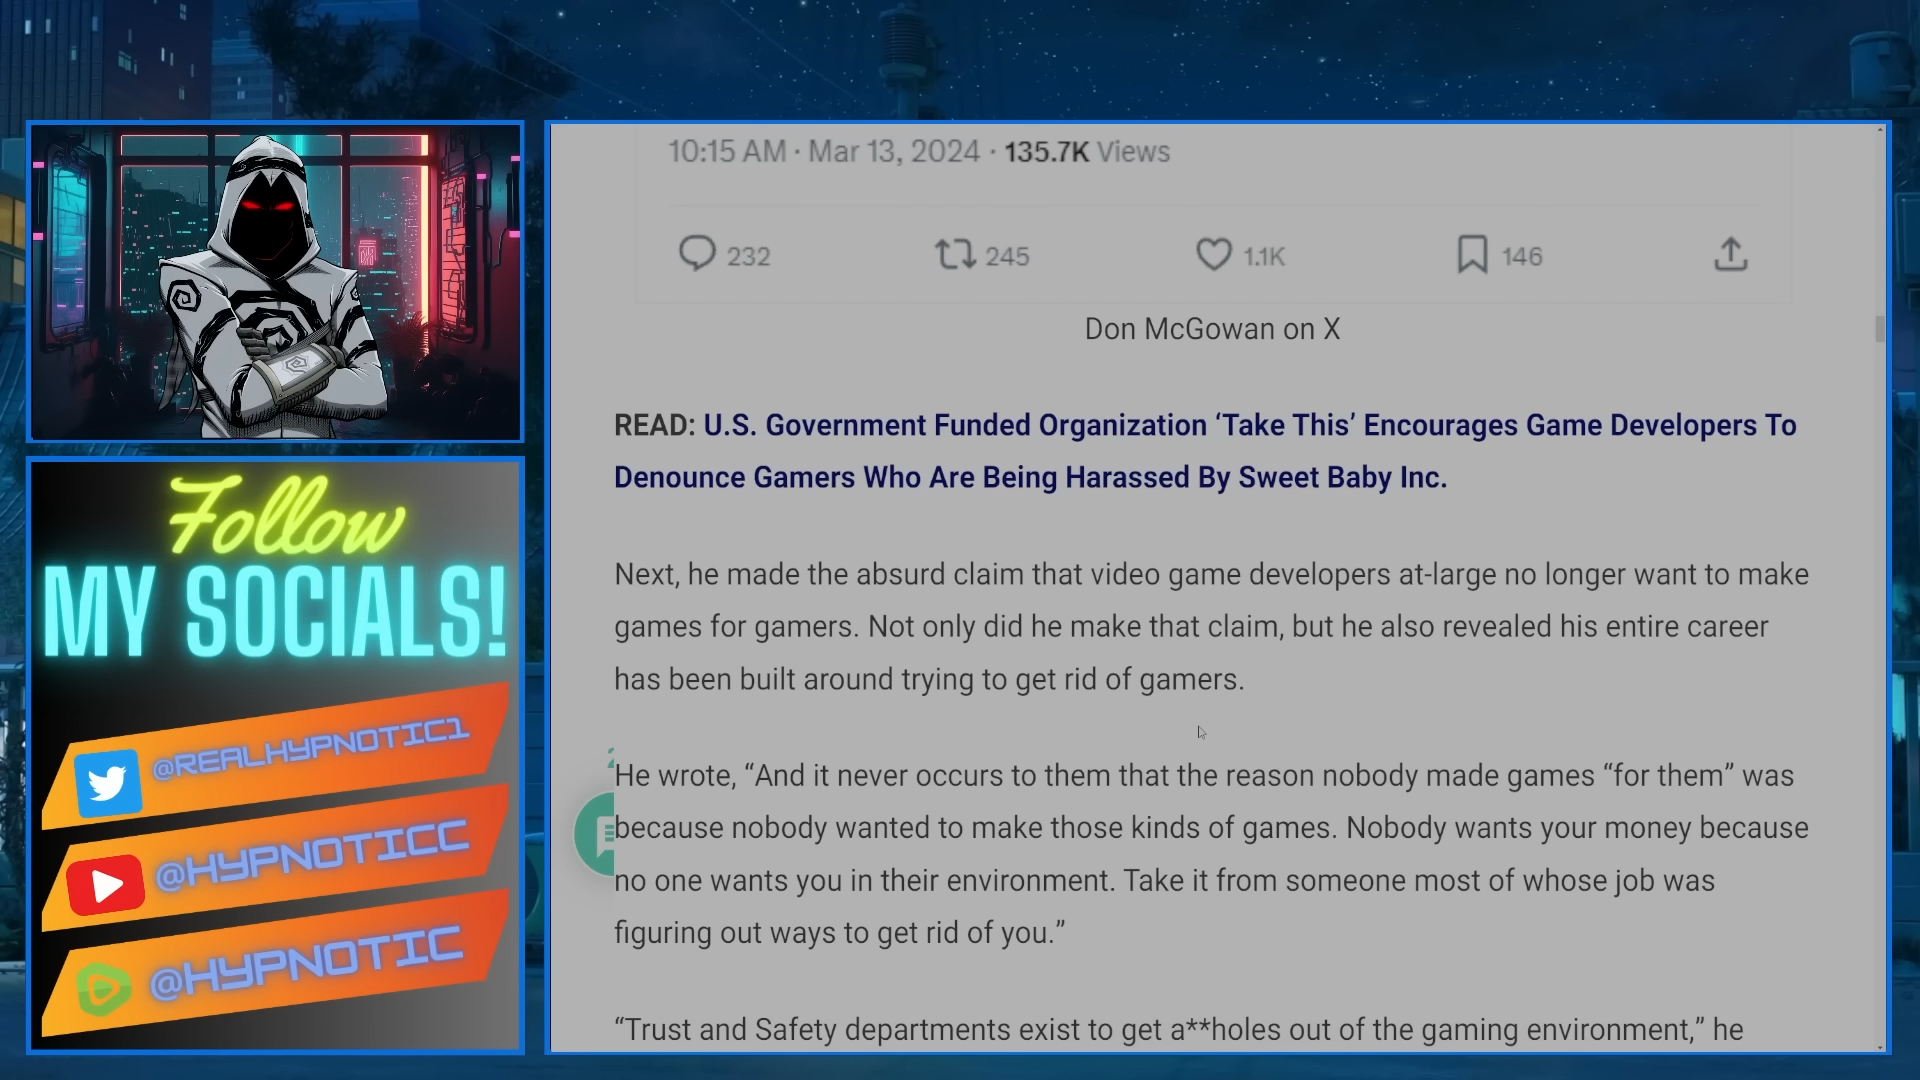 Follow
MY SOCIALS!
@REALHYPNOTIC1
@HYPNOTICC
@HYPNOTIC
10:15 AM · Mar 13, 2024 · 135.7K Views
232 245 1.1K 146
Don McGowan on X
READ: U.S. Government Funded Organization ‘Take This’ Encourages Game Developers To
Denounce Gamers Who Are Being Harassed By Sweet Baby Inc.
Next, he made the absurd claim that video game developers at-large no longer want to make
games for gamers. Not only did he make that claim, but he also revealed his entire career
has been built around trying to get rid of gamers.
He wrote, “And it never occurs to them that the reason nobody made games “for them” was
because nobody wanted to make those kinds of games. Nobody wants your money because
no one wants you in their environment. Take it from someone most of whose job was
figuring out ways to get rid of you.”
“Trust and Safety departments exist to get a**holes out of the gaming environment,” he